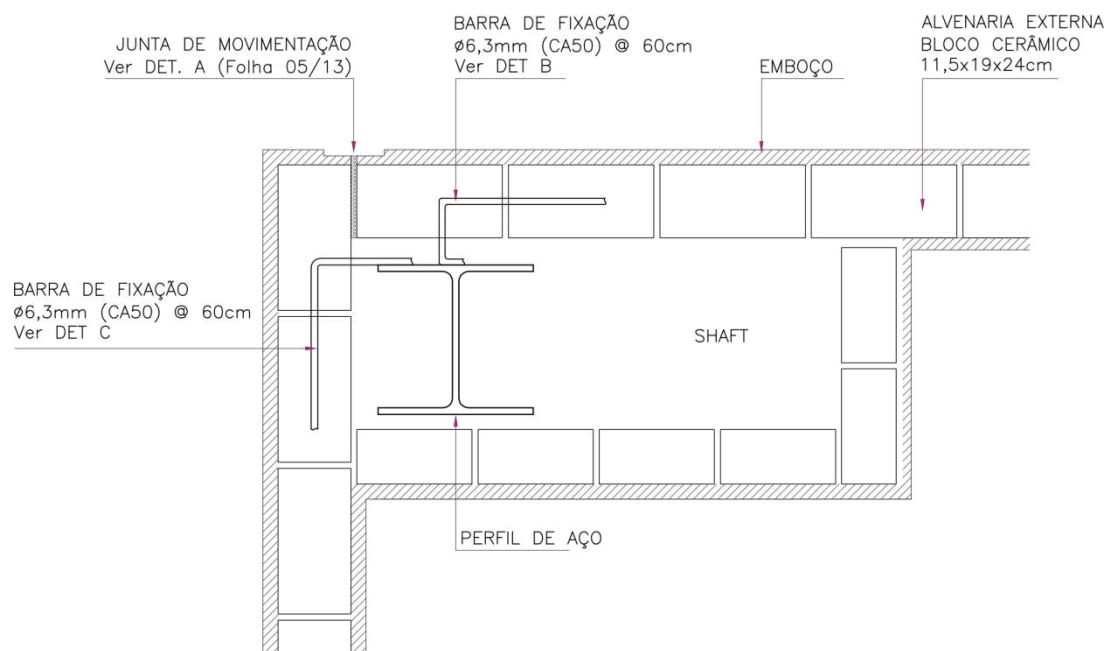 JUNTA DE MOVIMENTAÇÃO
Ver DET. A (Folha 05/13)
BARRA DE FIXAÇÃO
ø6,3mm (CA50) @ 60cm
Ver DET B
EMBOÇO
ALVENARIA EXTERNA
BLOCO CERÂMICO
11,5x19x24cm
BARRA DE FIXAÇÃO
ø6,3mm (CA50) @ 60cm
Ver DET C
SHAFT
PERFIL DE AÇO